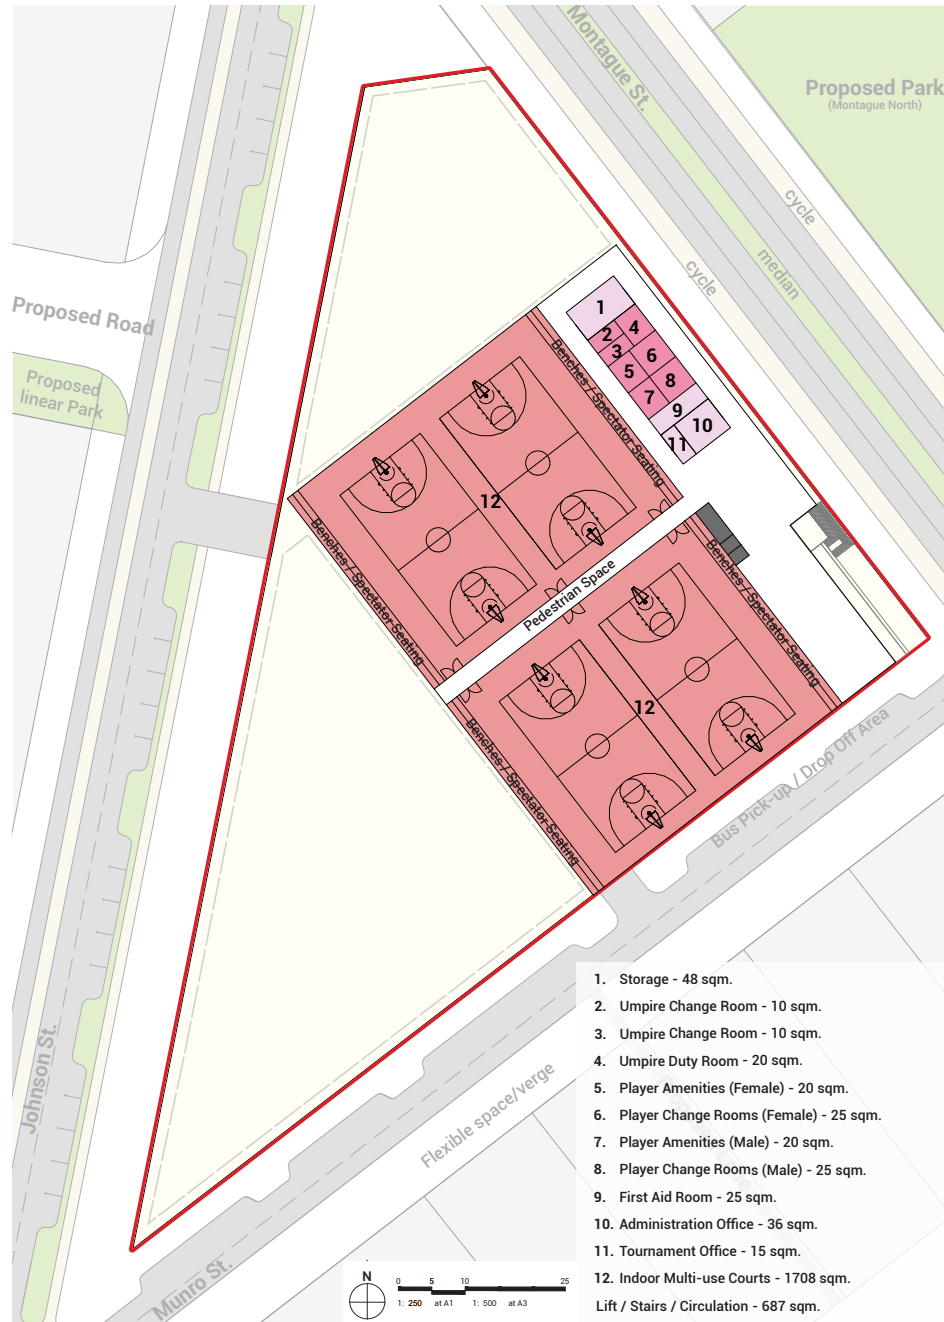 Montague St.
Proposed Park
(Montague North)
cycle
median
cycle
Proposed Road
Proposed
linear Park
1
2
4
3
6
5
8
7
9
10
11
Benches / Spectator Seating
12
Benches / Spectator Seating
Pedestrian Space
Benches / Spectator Seating
12
Benches / Spectator Seating
Bus Pick-up / Drop Off Area
Johnson St.
Flexible space/verge
Munro St.
1. Storage - 48 sqm.
2. Umpire Change Room - 10 sqm.
3. Umpire Change Room - 10 sqm.
4. Umpire Duty Room - 20 sqm.
5. Player Amenities (Female) - 20 sqm.
6. Player Change Rooms (Female) - 25 sqm.
7. Player Amenities (Male) - 20 sqm.
8. Player Change Rooms (Male) - 25 sqm.
9. First Aid Room - 25 sqm.
10. Administration Office - 36 sqm.
11. Tournament Office - 15 sqm.
12. Indoor Multi-use Courts - 1708 sqm.
Lift / Stairs / Circulation - 687 sqm.
N
0 5 10 25
1: 250 at A1 1: 500 at A3